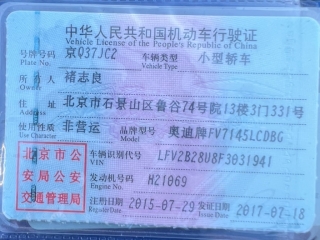 中华人民共和国机动车行驶证
Vehicle License of the People's Republic of China
号牌号码 京Q37JC2 车辆类型 小型轿车
Plate No. Vehicle Type
所有人 褚志良
Owner
住址 北京市石景山区鲁谷74号院13楼3门331号
Address
使用性质 非营运 品牌型号 奥迪牌FV7145LCDBG
Use Character Model
北京市公安局公安交通管理局
车辆识别代号 LFV2B28U8F3031941
VIN
发动机号码 H21069
Engine No.
注册日期 2015-07-29 发证日期 2017-07-18
Register Date Issue Date